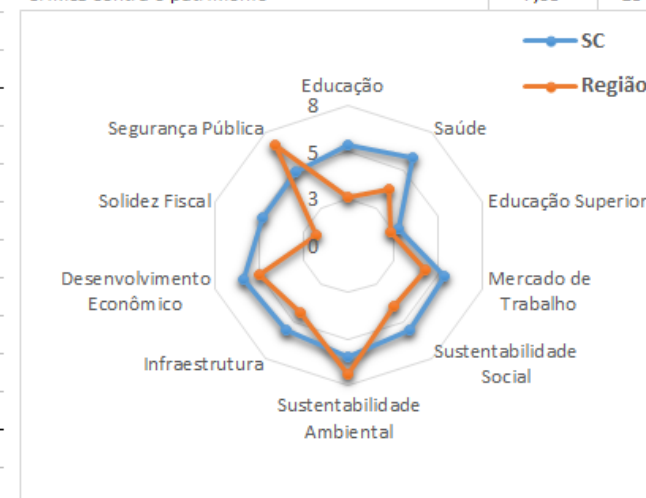 SC
Região
Educação
8
Segurança Pública
Saúde
5
3
Solidez Fiscal
Educação Superior
0
Desenvolvimento
Econômico
Mercado de
Trabalho
Infraestrutura
Sustentabilidade
Social
Sustentabilidade
Ambiental